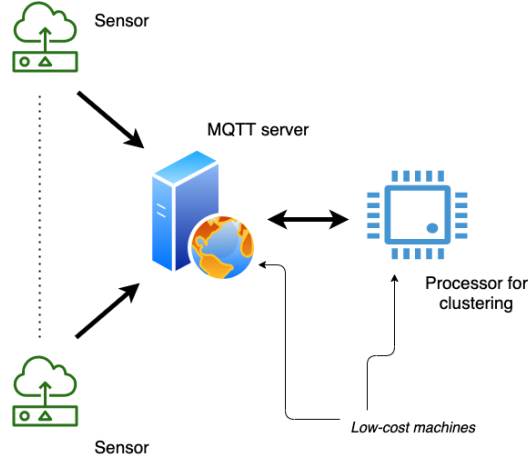 Sensor
MQTT server
Processor for
clustering
Low-cost machines
Sensor